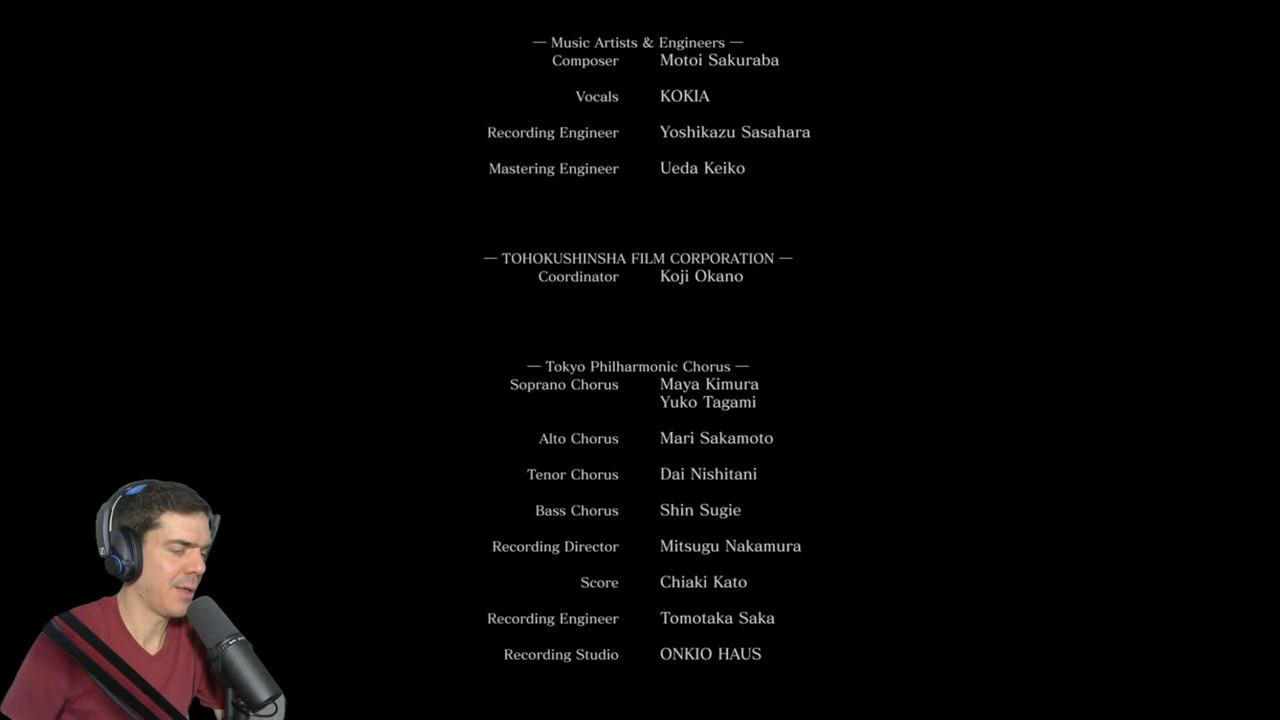 — Music Artists & Engineers —
Composer Motoi Sakuraba
Vocals KOKIA
Recording Engineer Yoshikazu Sasahara
Mastering Engineer Ueda Keiko
— TOHOKUSHINSHA FILM CORPORATION —
Coordinator Koji Okano
— Tokyo Philharmonic Chorus —
Soprano Chorus Maya Kimura
Yuko Tagami
Alto Chorus Mari Sakamoto
Tenor Chorus Dai Nishitani
Bass Chorus Shin Sugie
Recording Director Mitsugu Nakamura
Score Chiaki Kato
Recording Engineer Tomotaka Saka
Recording Studio ONKIO HAUS